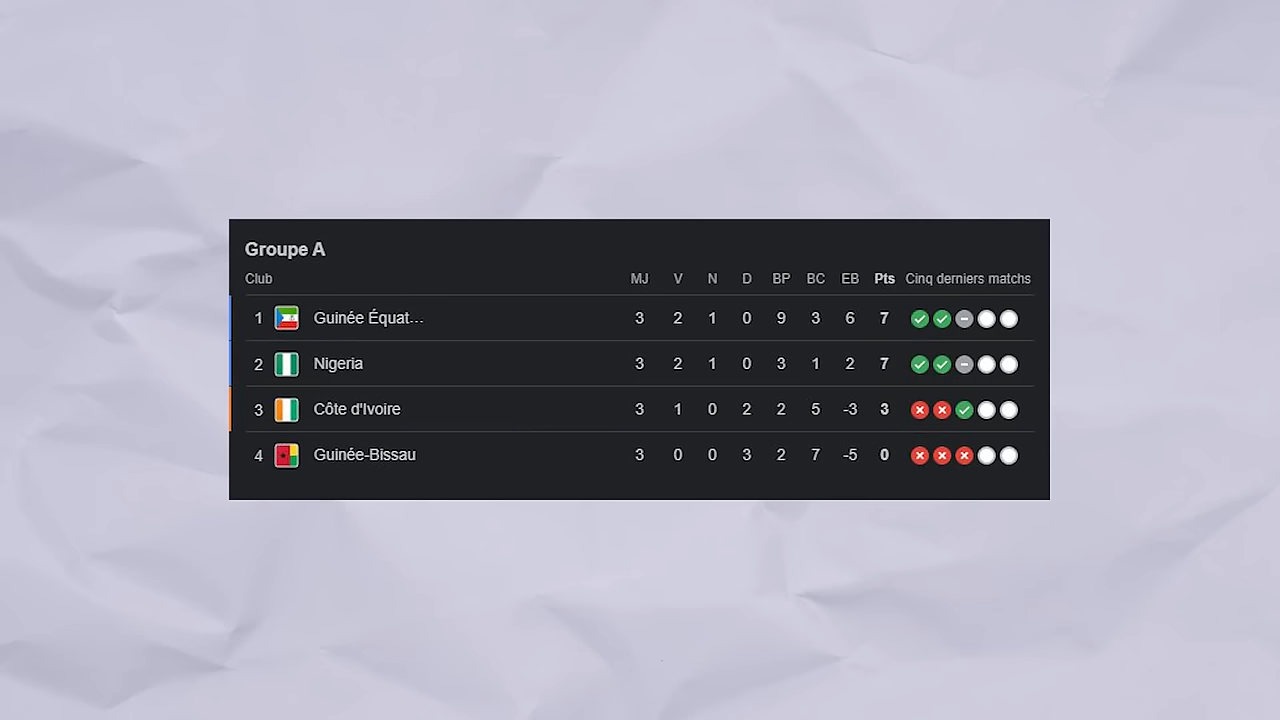 Groupe A
Club MJ V N D BP BC EB Pts Cinq derniers matchs
1 Guinée Équat... 3 2 1 0 9 3 6 7
2 Nigeria 3 2 1 0 3 1 2 7
3 Côte d'Ivoire 3 1 0 2 2 5 -3 3
4 Guinée-Bissau 3 0 0 3 2 7 -5 0